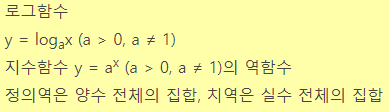 로그함수
y = logₐx (a > 0, a ≠ 1)
지수함수 y = aˣ (a > 0, a ≠ 1)의 역함수
정의역은 양수 전체의 집합, 치역은 실수 전체의 집합